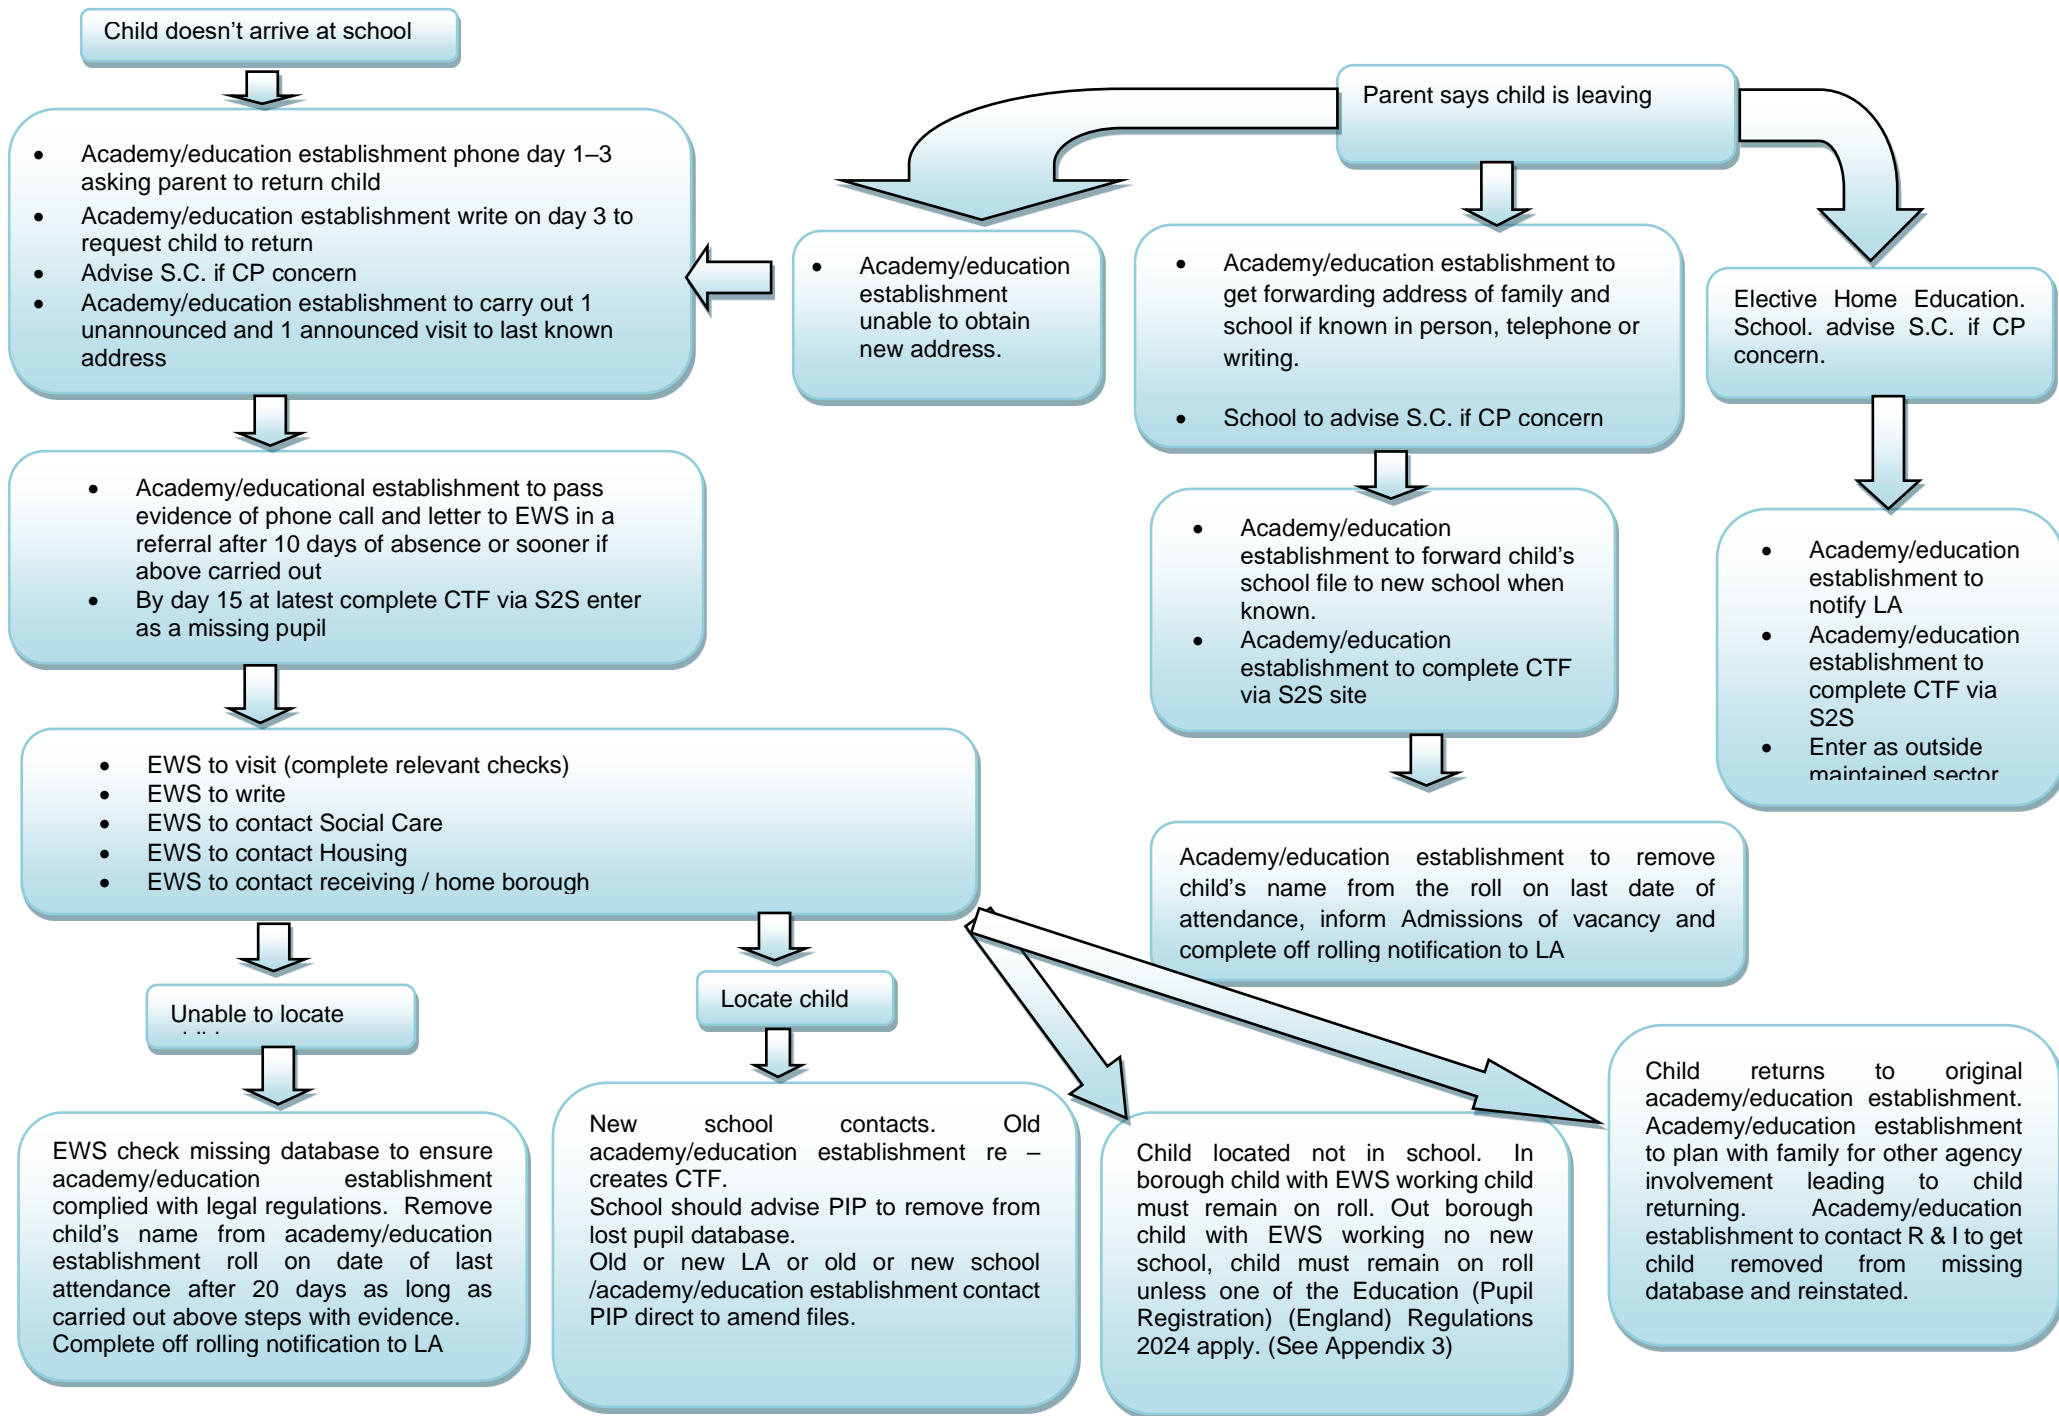 Child doesn’t arrive at school
• Academy/education establishment phone day 1–3
asking parent to return child
• Academy/education establishment write on day 3 to
request child to return
• Advise S.C. if CP concern
• Academy/education establishment to carry out 1
unannounced and 1 announced visit to last known
address
• Academy/educational establishment to pass
evidence of phone call and letter to EWS in a
referral after 10 days of absence or sooner if
above carried out
• By day 15 at latest complete CTF via S2S enter
as a missing pupil
• EWS to visit (complete relevant checks)
• EWS to write
• EWS to contact Social Care
• EWS to contact Housing
• EWS to contact receiving / home borough
Parent says child is leaving
• Academy/education
establishment
unable to obtain
new address.
• Academy/education establishment to
get forwarding address of family and
school if known in person, telephone or
writing.
• School to advise S.C. if CP concern
Elective Home Education.
School. advise S.C. if CP
concern.
• Academy/education
establishment to forward child’s
school file to new school when
known.
• Academy/education
establishment to complete CTF
via S2S site
• Academy/education
establishment to
notify LA
• Academy/education
establishment to
complete CTF via
S2S
• Enter as outside
maintained sector
Academy/education establishment to remove
child’s name from the roll on last date of
attendance, inform Admissions of vacancy and
complete off rolling notification to LA
Unable to locate
Locate child
EWS check missing database to ensure
academy/education establishment
complied with legal regulations. Remove
child’s name from academy/education
establishment roll on date of last
attendance after 20 days as long as
carried out above steps with evidence.
Complete off rolling notification to LA
New school contacts. Old
academy/education establishment re –
creates CTF.
School should advise PIP to remove from
lost pupil database.
Old or new LA or old or new school
/academy/education establishment contact
PIP direct to amend files.
Child located not in school. In
borough child with EWS working child
must remain on roll. Out borough
child with EWS working no new
school, child must remain on roll
unless one of the Education (Pupil
Registration) (England) Regulations
2024 apply. (See Appendix 3)
Child returns to original
academy/education establishment.
Academy/education establishment
to plan with family for other agency
involvement leading to child
returning. Academy/education
establishment to contact R & I to get
child removed from missing
database and reinstated.